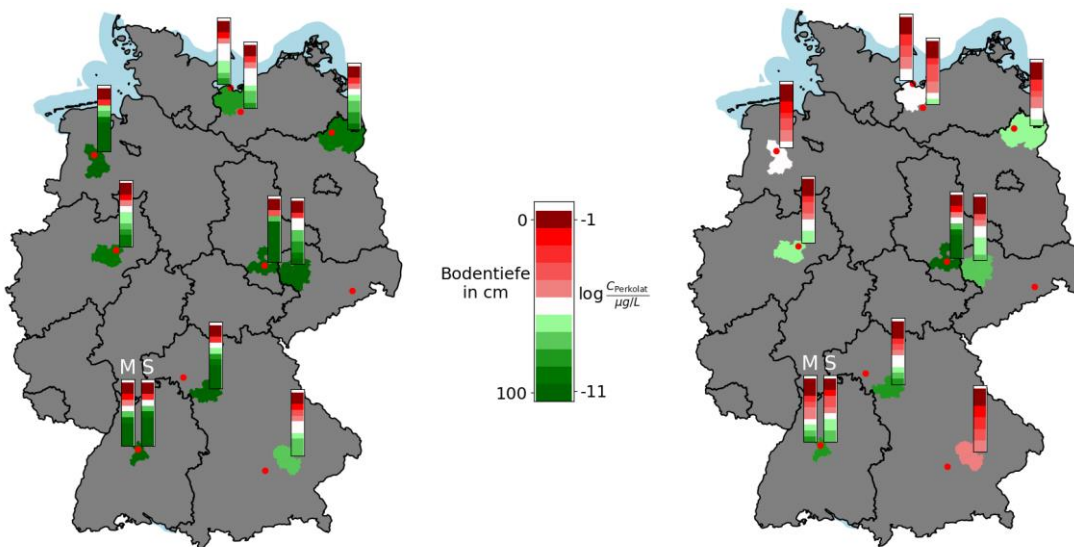 0
-1
Bodentiefe
in cm
log C_Perkolat / μg/L
100
-11
M S
M S